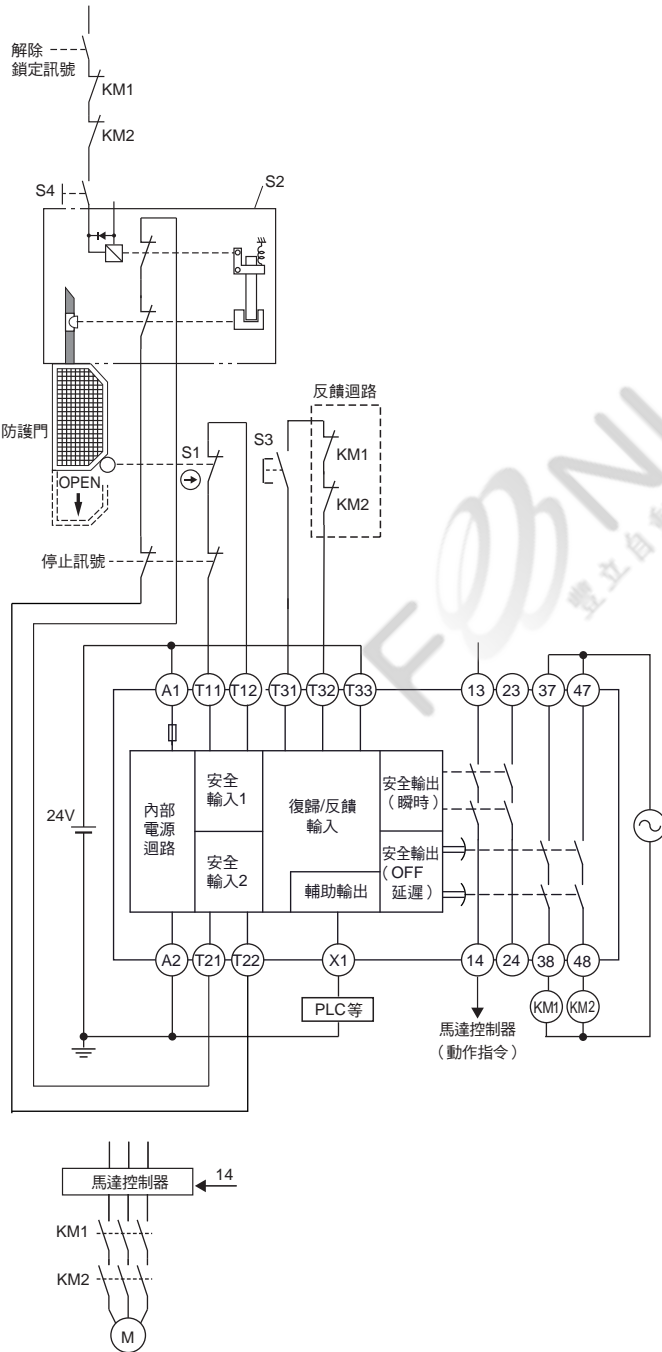 解除
鎖定訊號
KM1
KM2
S4
S2
防護門
OPEN
S1
S3
反饋迴路
KM1
KM2
停止訊號
FONL
豐立自動
A1
T11
T12
T31
T32
T33
13
23
37
47
24V
內部
電源
迴路
安全
輸入1
安全
輸入2
復歸/反饋
輸入
輔助輸出
安全輸出
(瞬時)
安全輸出
(OFF
延遲)
A2
T21
T22
X1
14
24
38
48
PLC等
KM1
KM2
馬達控制器
(動作指令)
馬達控制器
14
KM1
KM2
M